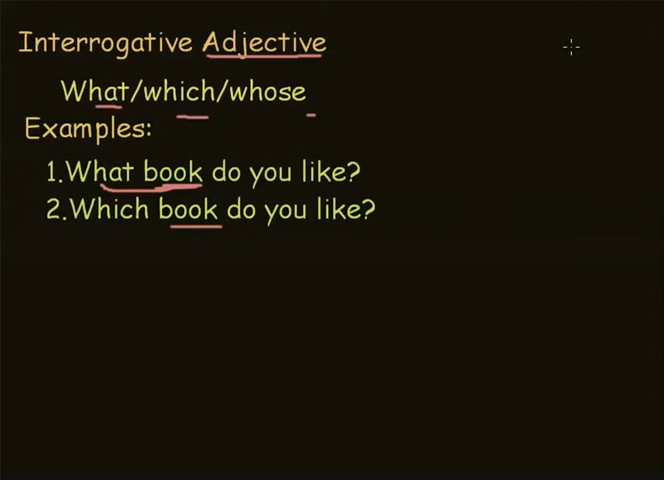 Interrogative Adjective
What/which/whose
Examples:
1.What book do you like?
2.Which book do you like?